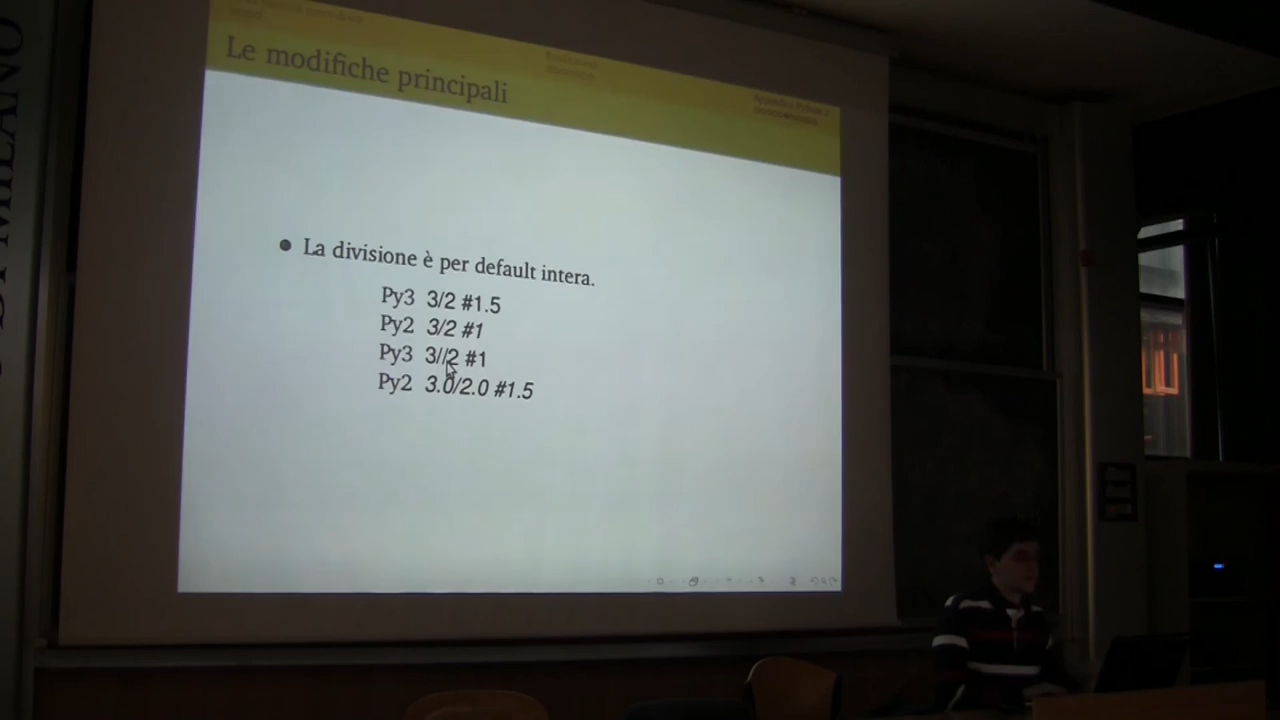 Le modifiche principali
● La divisione è per default intera.
Py3 3/2 #1.5
Py2 3/2 #1
Py3 3//2 #1
Py2 3.0/2.0 #1.5
MILANO